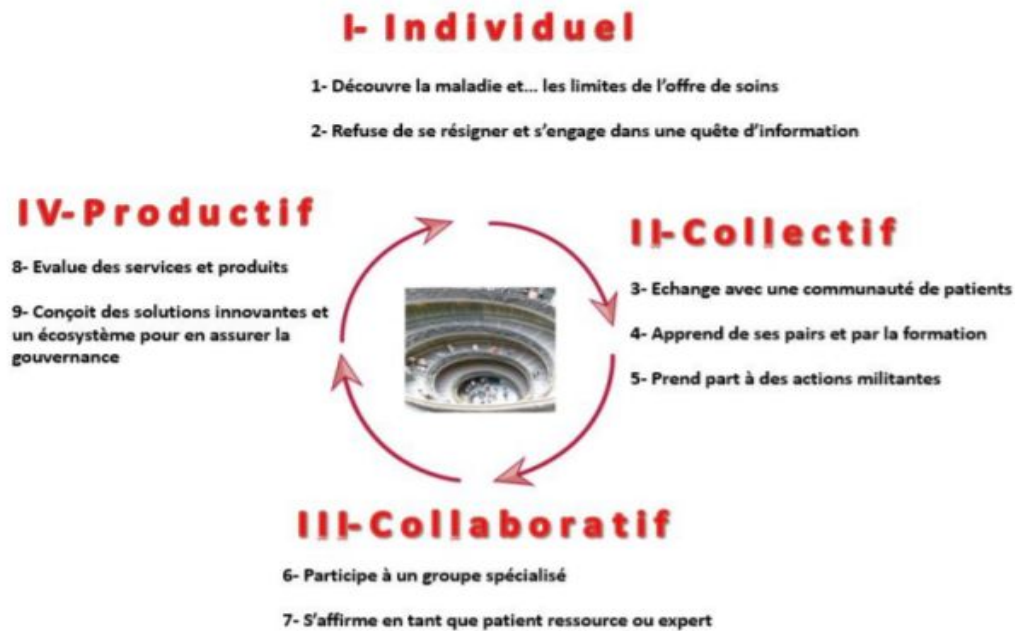 I- Individuel
1- Découvre la maladie et... les limites de l'offre de soins
2- Refuse de se résigner et s'engage dans une quête d'information
II-Collectif
3- Echange avec une communauté de patients
4- Apprend de ses pairs et par la formation
5- Prend part à des actions militantes
III-Collaboratif
6- Participe à un groupe spécialisé
7- S'affirme en tant que patient ressource ou expert
IV-Productif
8- Evalue des services et produits
9- Conçoit des solutions innovantes et
un écosystème pour en assurer la
gouvernance